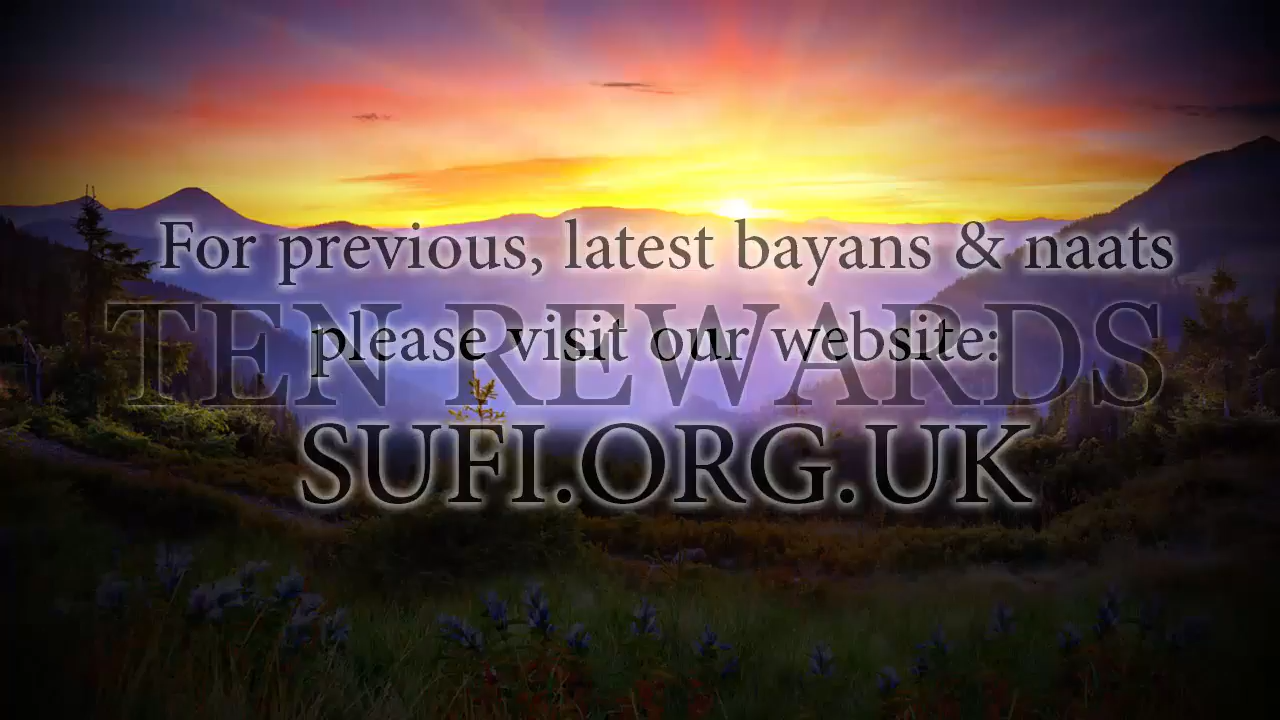 For previous, latest bayans & naats
TEN REWARDS
please visit our website:
SUFI.ORG.UK